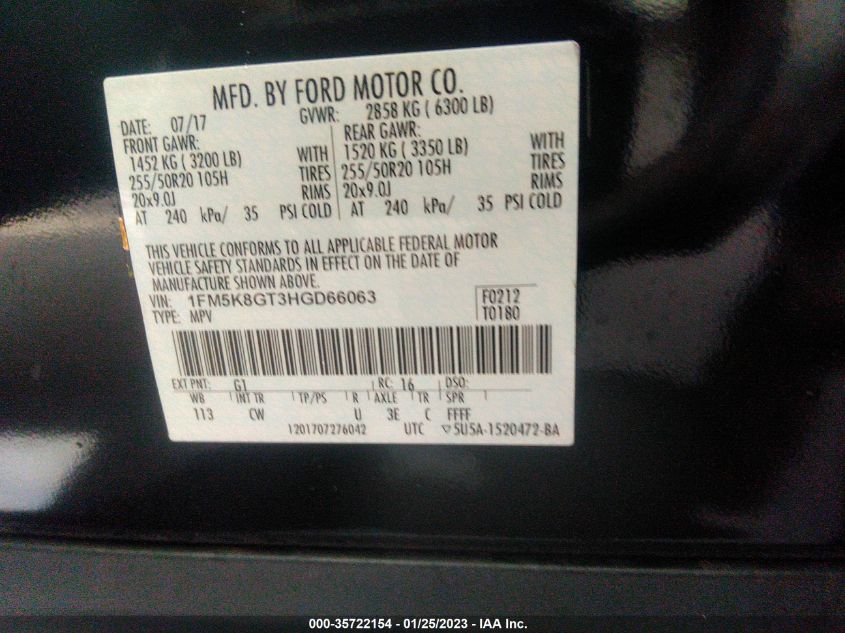 MFD. BY FORD MOTOR CO.
DATE: 07/17 GVWR: 2858 KG ( 6300 LB)
FRONT GAWR: REAR GAWR:
1452 KG ( 3200 LB) WITH 1520 KG ( 3350 LB) WITH
255/50R20 105H TIRES 255/50R20 105H TIRES
20x9.0J RIMS 20x9.0J RIMS
AT 240 kPa/ 35 PSI COLD AT 240 kPa/ 35 PSI COLD
THIS VEHICLE CONFORMS TO ALL APPLICABLE FEDERAL MOTOR
VEHICLE SAFETY STANDARDS IN EFFECT ON THE DATE OF
MANUFACTURE SHOWN ABOVE.
VIN: 1FM5K8GT3HGD66063 F0212
TYPE: MPV T0180
EXT PNT: G1 RC: 16 DSO:
WB INT TR TP/PS R AXLE TR SPR
113 CW U 3E C FFFF
1201707276042 UTC ▽5U5A-1520472-BA
000-35722154 — 01/25/2023 — IAA Inc.